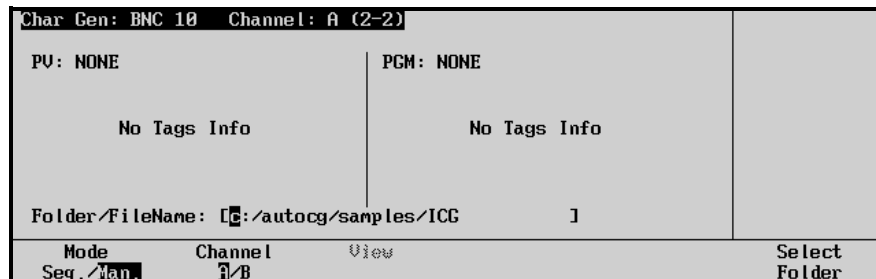 Char Gen: BNC 10 Channel: A (2-2)
PV: NONE PGM: NONE
No Tags Info No Tags Info
Folder/FileName: [c:/autocg/samples/ICG ]
Mode Channel View Select
Seq./Man. A/B Folder